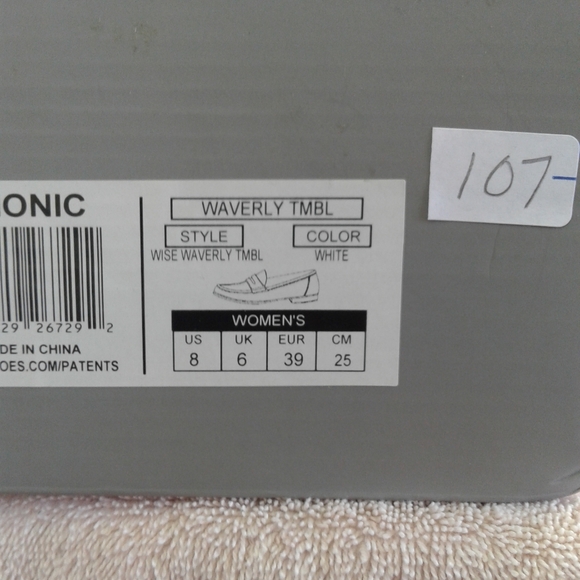 ONIC
29 26729 2
DE IN CHINA
OES.COM/PATENTS
WAVERLY TMBL
STYLE COLOR
WISE WAVERLY TMBL WHITE
WOMEN'S
US UK EUR CM
8 6 39 25
107-